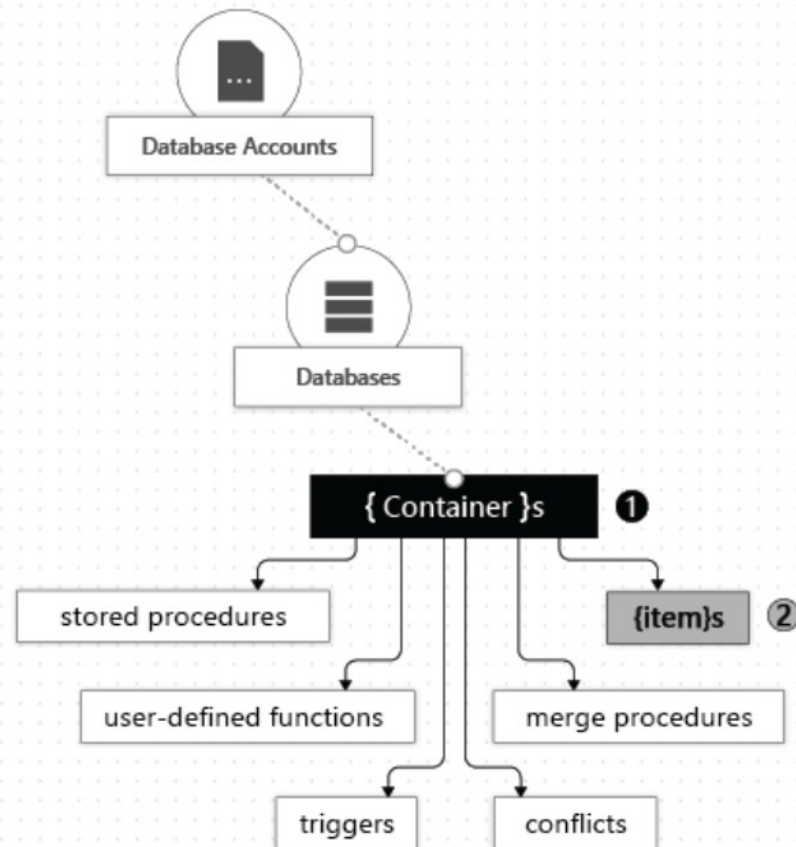 ...
Database Accounts
Databases
{ Container }s 1
stored procedures
{item}s 2
user-defined functions
merge procedures
triggers
conflicts